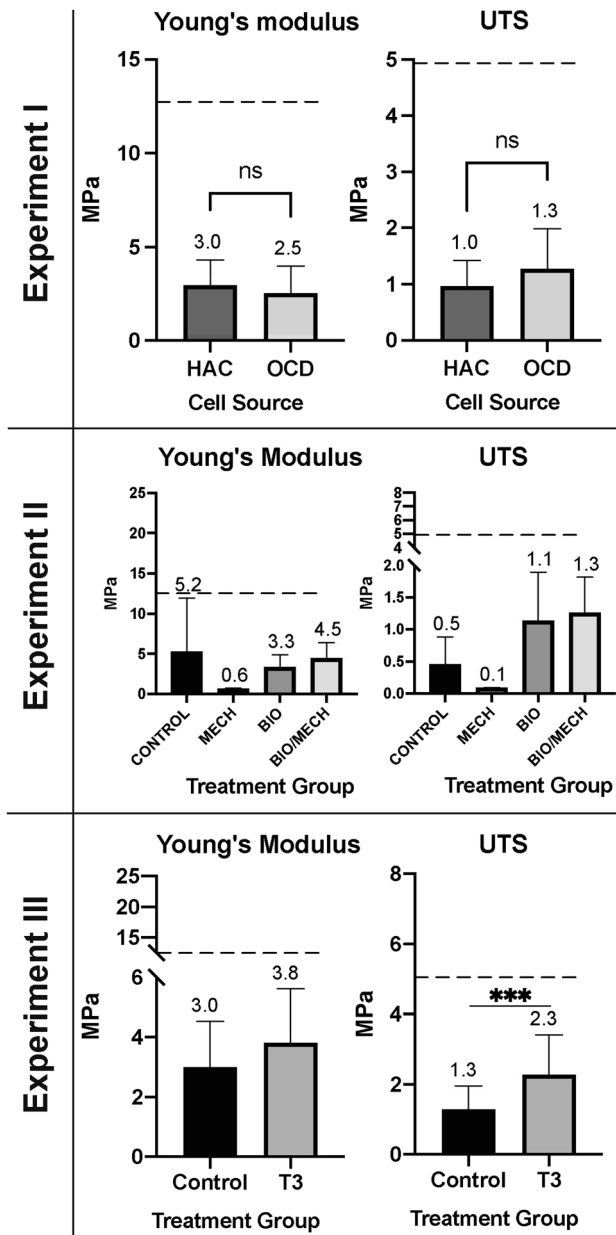 Experiment I
Young's modulus
MPa
15
10
5
0
ns
3.0
2.5
HAC
OCD
Cell Source
UTS
MPa
5
4
3
2
1
0
ns
1.0
1.3
HAC
OCD
Cell Source
Experiment II
Young's Modulus
MPa
25
20
15
10
5
0
5.2
0.6
3.3
4.5
CONTROL
MECH
BIO
BIO/MECH
Treatment Group
UTS
MPa
8
7
6
5
4
2.0
1.5
1.0
0.5
0.0
0.5
0.1
1.1
1.3
CONTROL
MECH
BIO
BIO/MECH
Treatment Group
Experiment III
Young's Modulus
MPa
25
20
15
6
4
2
0
3.0
3.8
Control
T3
Treatment Group
UTS
MPa
8
6
4
2
0
***
1.3
2.3
Control
T3
Treatment Group